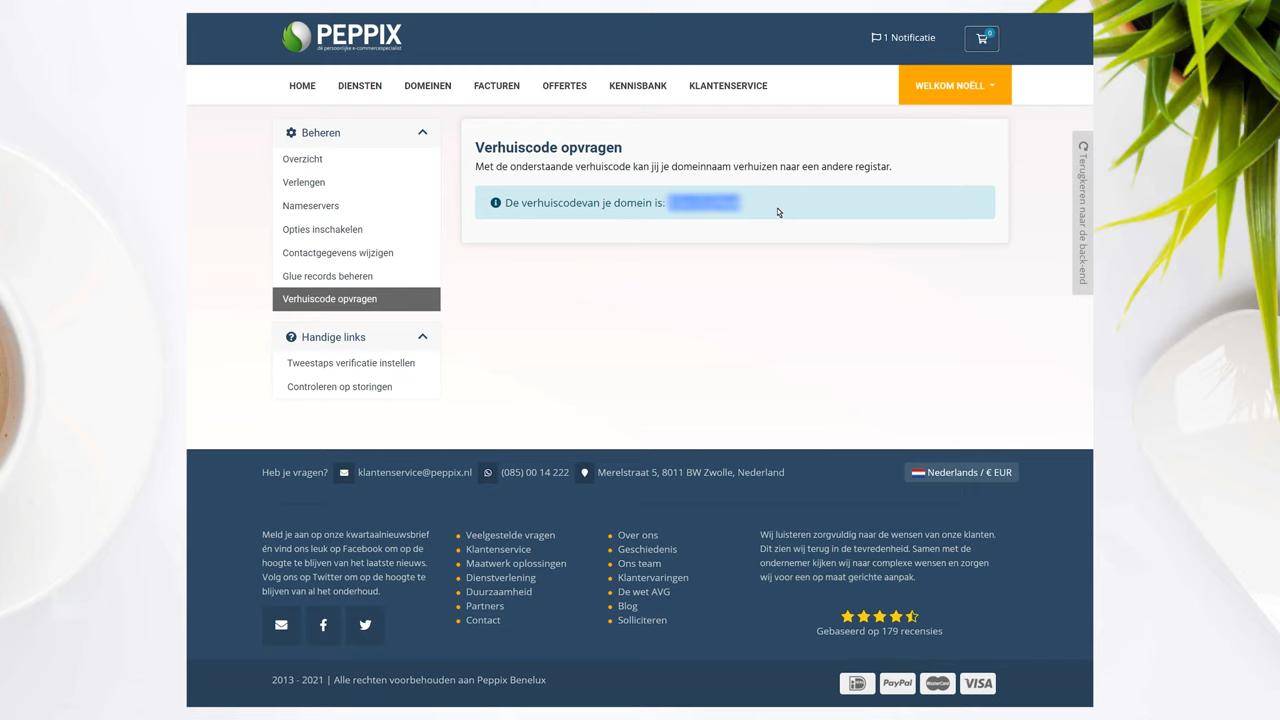 PEPPIX
dé persoonlijke e-commercespecialist
1 Notificatie
0
HOME DIENSTEN DOMEINEN FACTUREN OFFERTES KENNISBANK KLANTENSERVICE
WELKOM NOËLL
Beheren
Overzicht
Verlengen
Nameservers
Opties inschakelen
Contactgegevens wijzigen
Glue records beheren
Verhuiscode opvragen
Handige links
Tweestaps verificatie instellen
Controleren op storingen
Verhuiscode opvragen
Met de onderstaande verhuiscode kan jij je domeinnaam verhuizen naar een andere registar.
De verhuiscodevan je domein is:
Terugkeren naar de back-end
Heb je vragen? klantenservice@peppix.nl (085) 00 14 222 Merelstraat 5, 8011 BW Zwolle, Nederland
Nederlands / € EUR
Meld je aan op onze kwartaalnieuwsbrief
én vind ons leuk op Facebook om op de
hoogte te blijven van het laatste nieuws.
Volg ons op Twitter om op de hoogte te
blijven van al het onderhoud.
Veelgestelde vragen
Klantenservice
Maatwerk oplossingen
Dienstverlening
Duurzaamheid
Partners
Contact
Over ons
Geschiedenis
Ons team
Klantervaringen
De wet AVG
Blog
Solliciteren
Wij luisteren zorgvuldig naar de wensen van onze klanten.
Dit zien wij terug in de tevredenheid. Samen met de
ondernemer kijken wij naar complexe wensen en zorgen
wij voor een op maat gerichte aanpak.
Gebaseerd op 179 recensies
2013 - 2021 | Alle rechten voorbehouden aan Peppix Benelux
iD PayPal MasterCard VISA